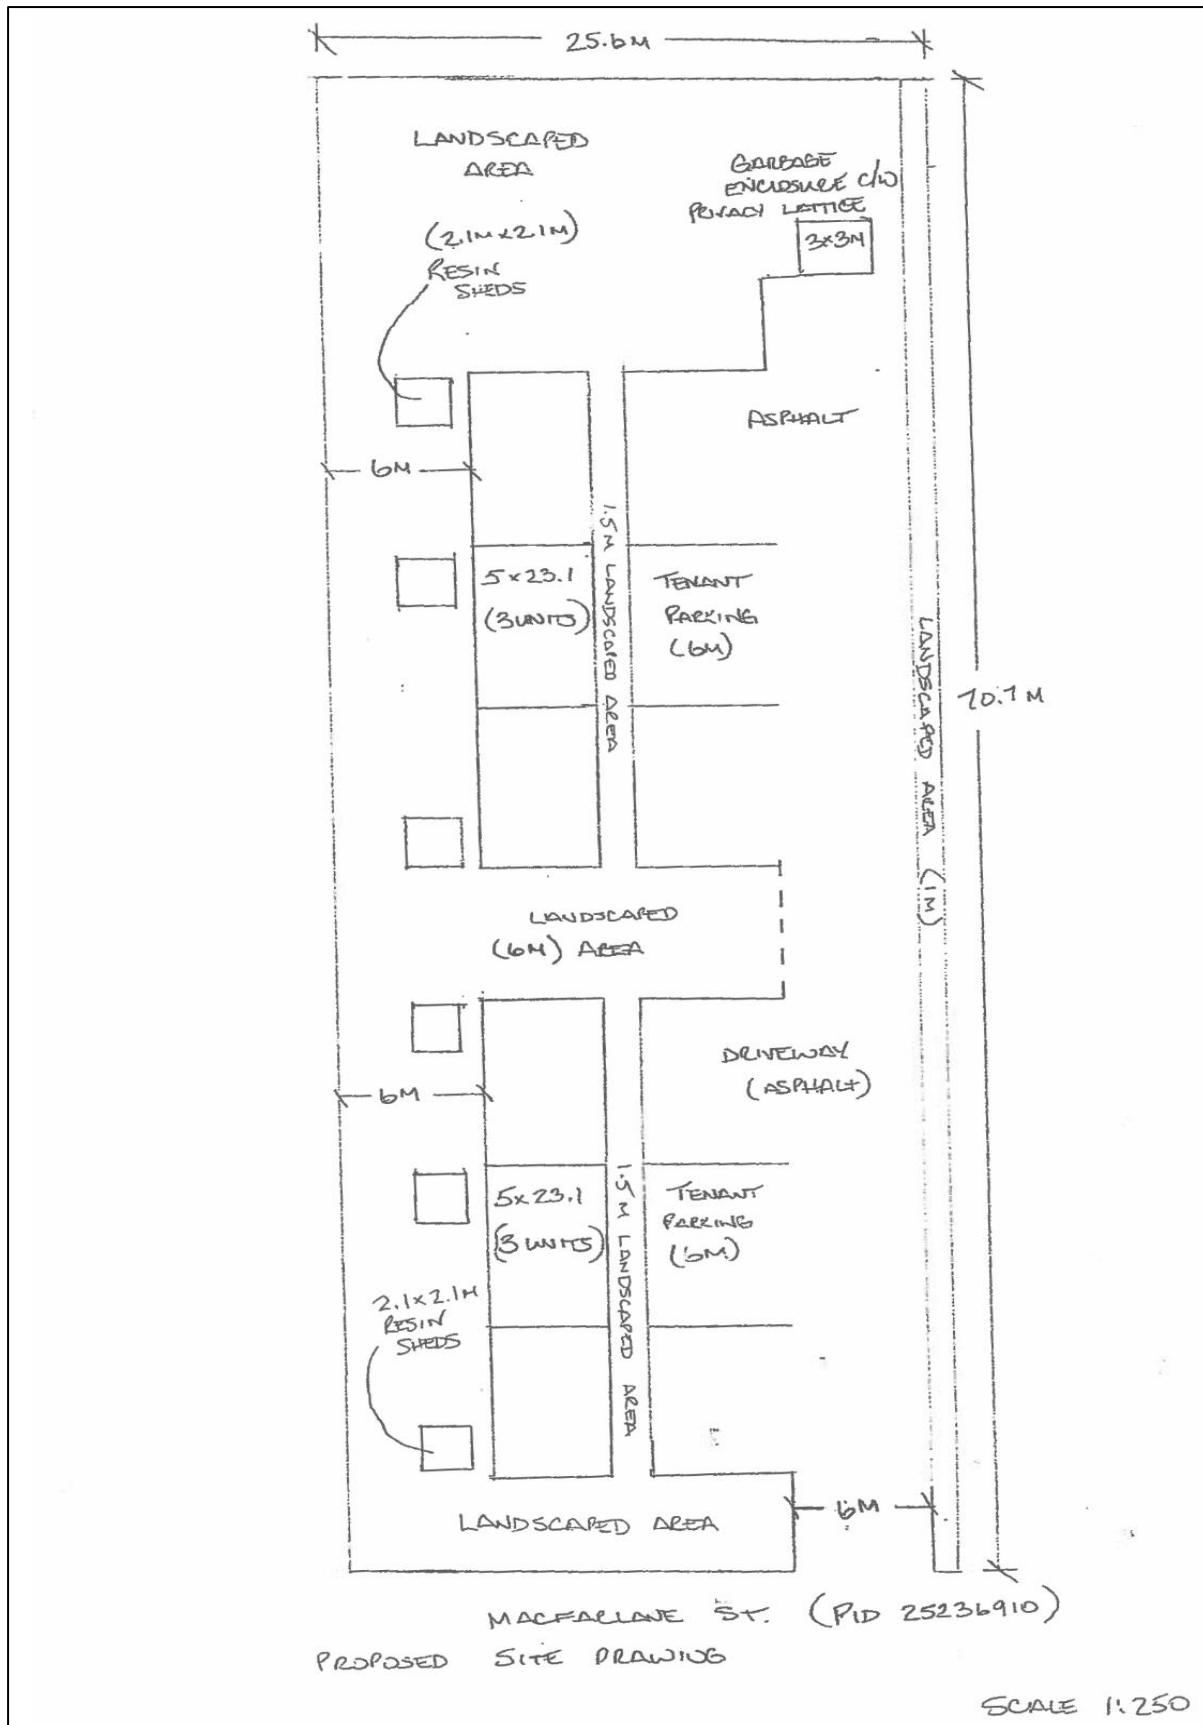 25.6M
LANDSCAPED
AREA
GARBAGE
ENCLOSURE C/W
PRIVACY LATTICE
3x3M
(2.1M x 2.1M)
RESIN
SHEDS
ASPHALT
6M
1.5M LANDSCAPED AREA
5x23.1
(3 UNITS)
TENANT
PARKING
(6M)
LANDSCAPED AREA (1M)
70.7M
LANDSCAPED
(6M) AREA
DRIVEWAY
(ASPHALT)
6M
1.5M LANDSCAPED AREA
5x23.1
(3 UNITS)
TENANT
PARKING
(6M)
2.1x2.1M
RESIN
SHEDS
6M
LANDSCAPED AREA
MACFARLANE ST. (PID 25236910)
PROPOSED SITE DRAWING
SCALE 1:250